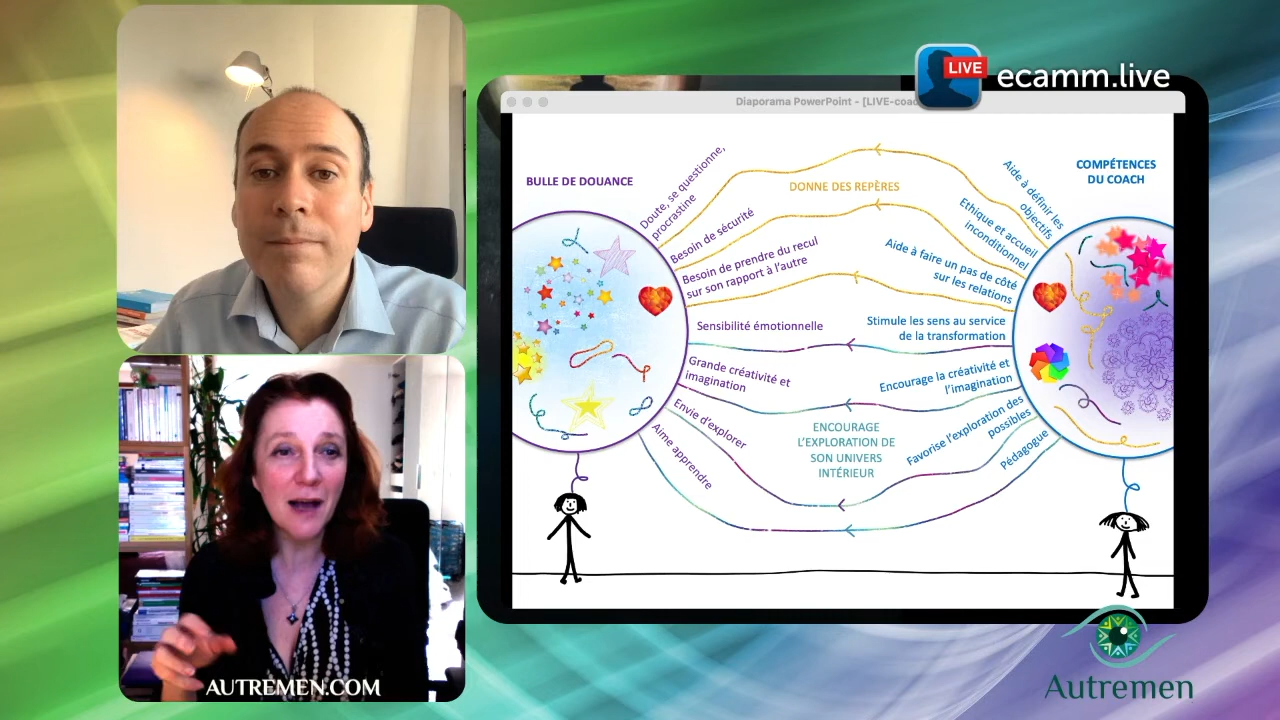 LIVE
ecamm.live
Diaporama PowerPoint - [LIVE-coa
BULLE DE DOUANCE
COMPÉTENCES
DU COACH
DONNE DES REPÈRES
Doute, se questionne,
procrastine
Besoin de sécurité
Besoin de prendre du recul
sur son rapport à l'autre
Sensibilité émotionnelle
Grande créativité et
imagination
Envie d'explorer
Aime apprendre
Aide à définir les
objectifs
Ethique et accueil
inconditionnel
Aide à faire un pas de côté
sur les relations
Stimule les sens au service
de la transformation
Encourage la créativité et
l'imagination
Favorise l'exploration des
possibles
Pédagogue
ENCOURAGE
L'EXPLORATION DE
SON UNIVERS
INTÉRIEUR
AUTREMEN.COM
Autremen